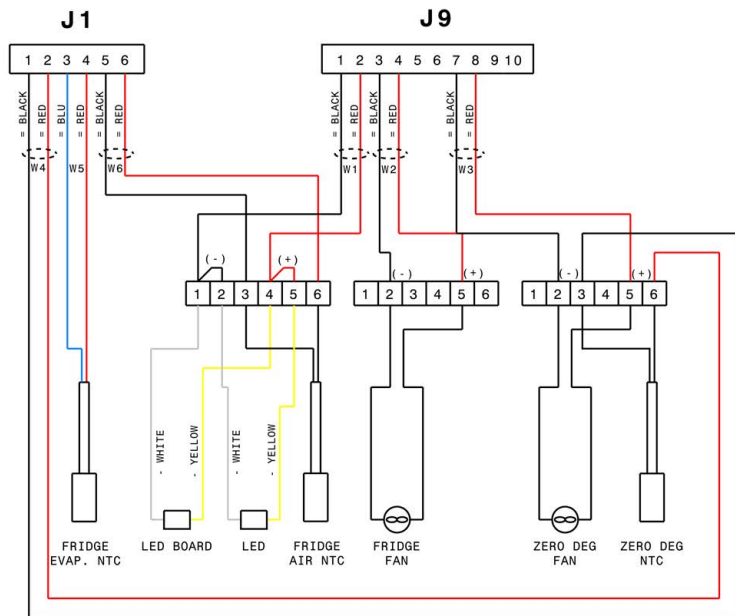 J1
J9
1 2 3 4 5 6
1 2 3 4 5 6 7 8 9 10
= BLACK
= RED
= BLU
= RED
= BLACK
= RED
= BLACK
= RED
= BLACK
= RED
= BLACK
= RED
W4
W5
W6
W1
W2
W3
(-)
(+)
(-)
(+)
(-)
(+)
1 2 3 4 5 6
1 2 3 4 5 6
1 2 3 4 5 6
- WHITE
- YELLOW
- WHITE
- YELLOW
FRIDGE
EVAP. NTC
LED BOARD
LED
FRIDGE
AIR NTC
FRIDGE
FAN
ZERO DEG
FAN
ZERO DEG
NTC